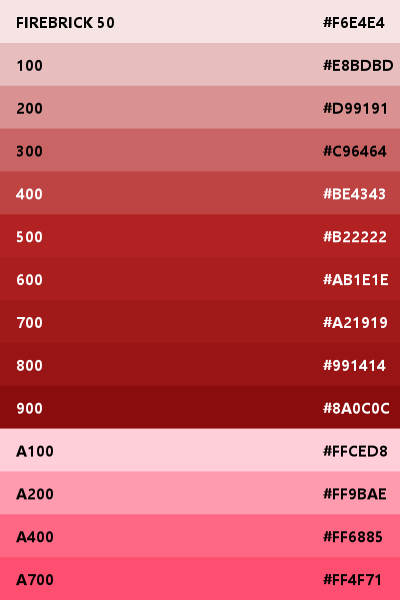 FIREBRICK 50 #F6E4E4
100 #E8BDBD
200 #D99191
300 #C96464
400 #BE4343
500 #B22222
600 #AB1E1E
700 #A21919
800 #991414
900 #8A0C0C
A100 #FFCED8
A200 #FF9BAE
A400 #FF6885
A700 #FF4F71